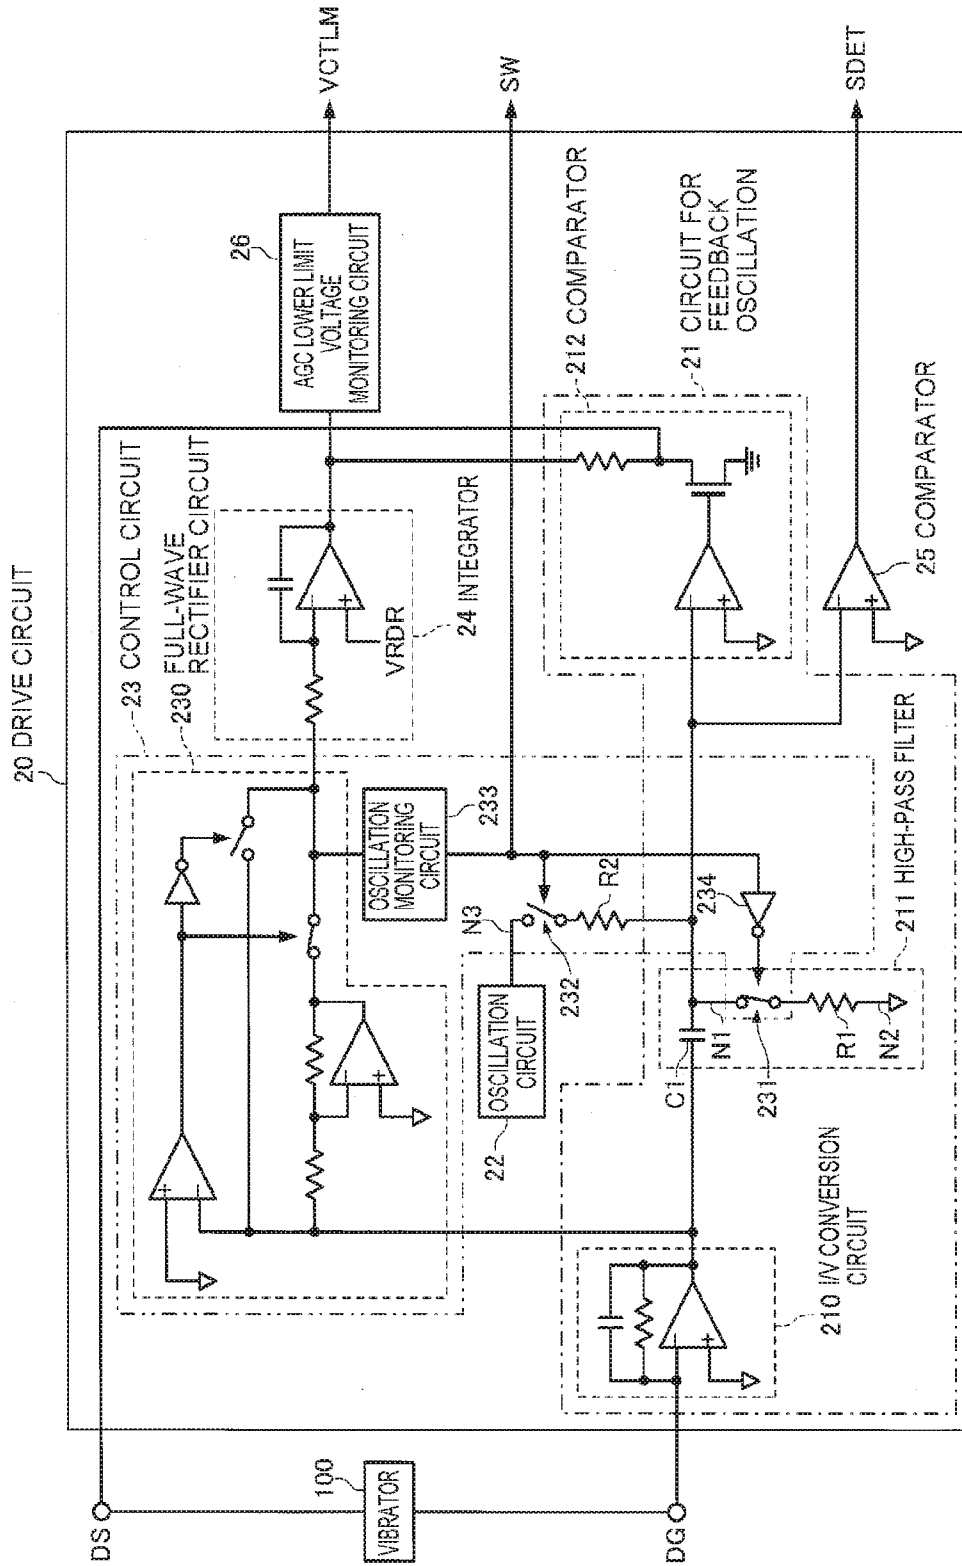 20 DRIVE CIRCUIT
23 CONTROL CIRCUIT
230 FULL-WAVE
RECTIFIER CIRCUIT
26
AGC LOWER LIMIT
VOLTAGE
MONITORING CIRCUIT
VCTLM
VRDR
24 INTEGRATOR
DS
100
VIBRATOR
DG
OSCILLATION
MONITORING
CIRCUIT
233
SW
N3
OSCILLATION
CIRCUIT
22
232
R2
234
212 COMPARATOR
21 CIRCUIT FOR
FEEDBACK
OSCILLATION
C1
N1
231
R1
N2
211 HIGH-PASS FILTER
210 I/V CONVERSION
CIRCUIT
25 COMPARATOR
SDET
+
−
+
−
+
−
+
−
+
−
+
−